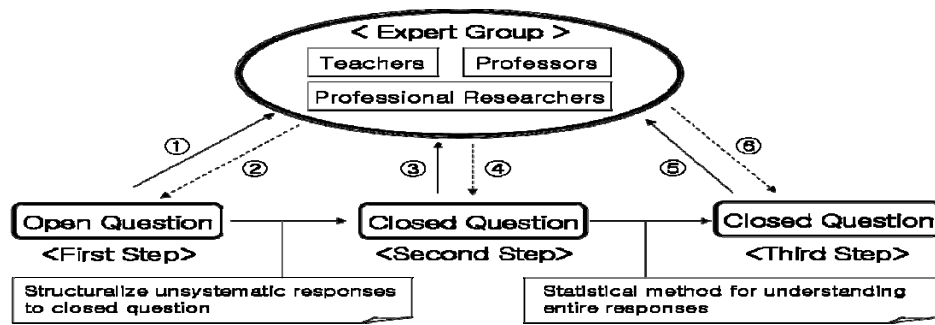 < Expert Group >
Teachers
Professors
Professional Researchers
①
②
③
④
⑤
⑥
Open Question
Closed Question
Closed Question
<First Step>
<Second Step>
<Third Step>
Structuralize unsystematic responses
to closed question
Statistical method for understanding
entire responses